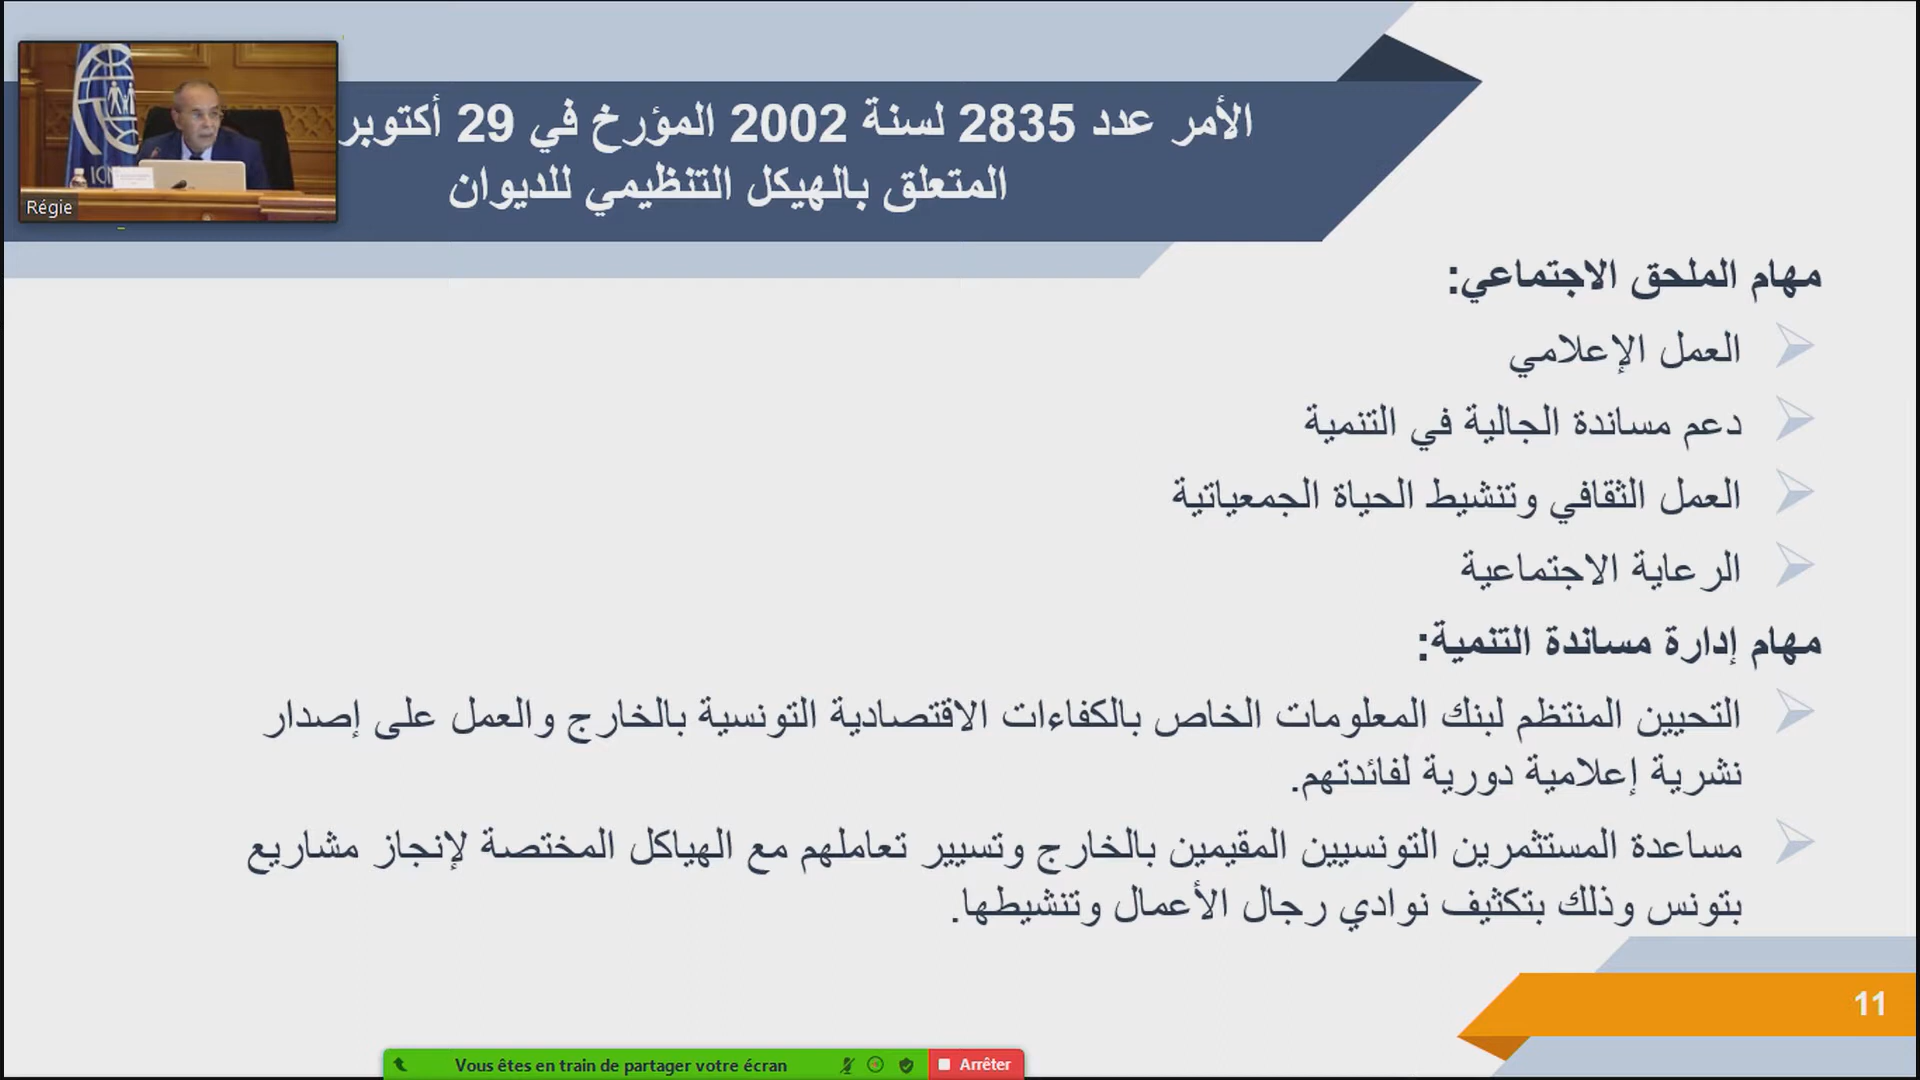 الأمر عدد 2835 لسنة 2002 المؤرخ في 29 أكتوبر
المتعلق بالهيكل التنظيمي للديوان
Régie
مهام الملحق الاجتماعي:
العمل الإعلامي
دعم مساندة الجالية في التنمية
العمل الثقافي وتنشيط الحياة الجمعياتية
الرعاية الاجتماعية
مهام إدارة مساندة التنمية:
التحيين المنتظم لبنك المعلومات الخاص بالكفاءات الاقتصادية التونسية بالخارج والعمل على إصدار
نشرية إعلامية دورية لفائدتهم.
مساعدة المستثمرين التونسيين المقيمين بالخارج وتسيير تعاملهم مع الهياكل المختصة لإنجاز مشاريع
بتونس وذلك بتكثيف نوادي رجال الأعمال وتنشيطها.
11
Vous êtes en train de partager votre écran
Arrêter